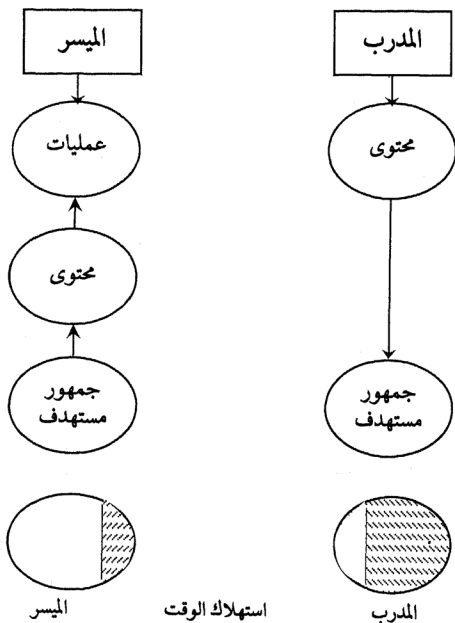 المدرب
الميسر
محتوى
عمليات
محتوى
جمهور
مستهدف
جمهور
مستهدف
المدرب
استهلاك الوقت
الميسر